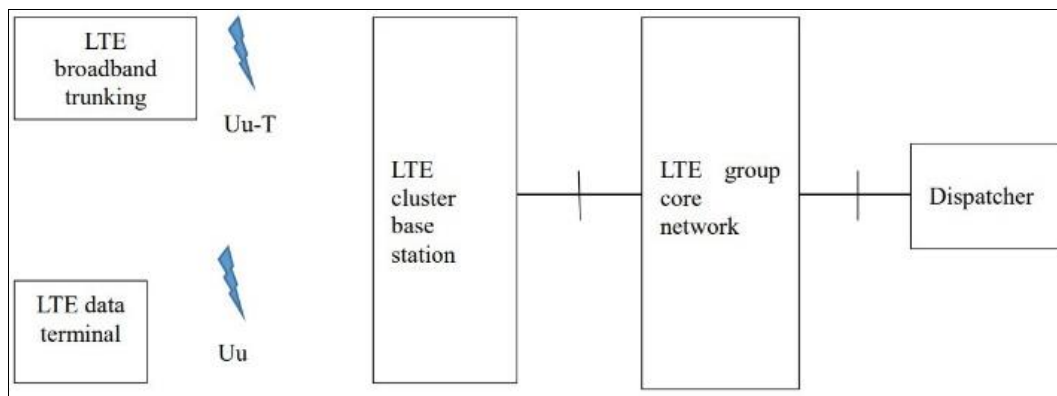 LTE
broadband
trunking
Uu-T
LTE data
terminal
Uu
LTE
cluster
base
station
LTE group
core
network
Dispatcher